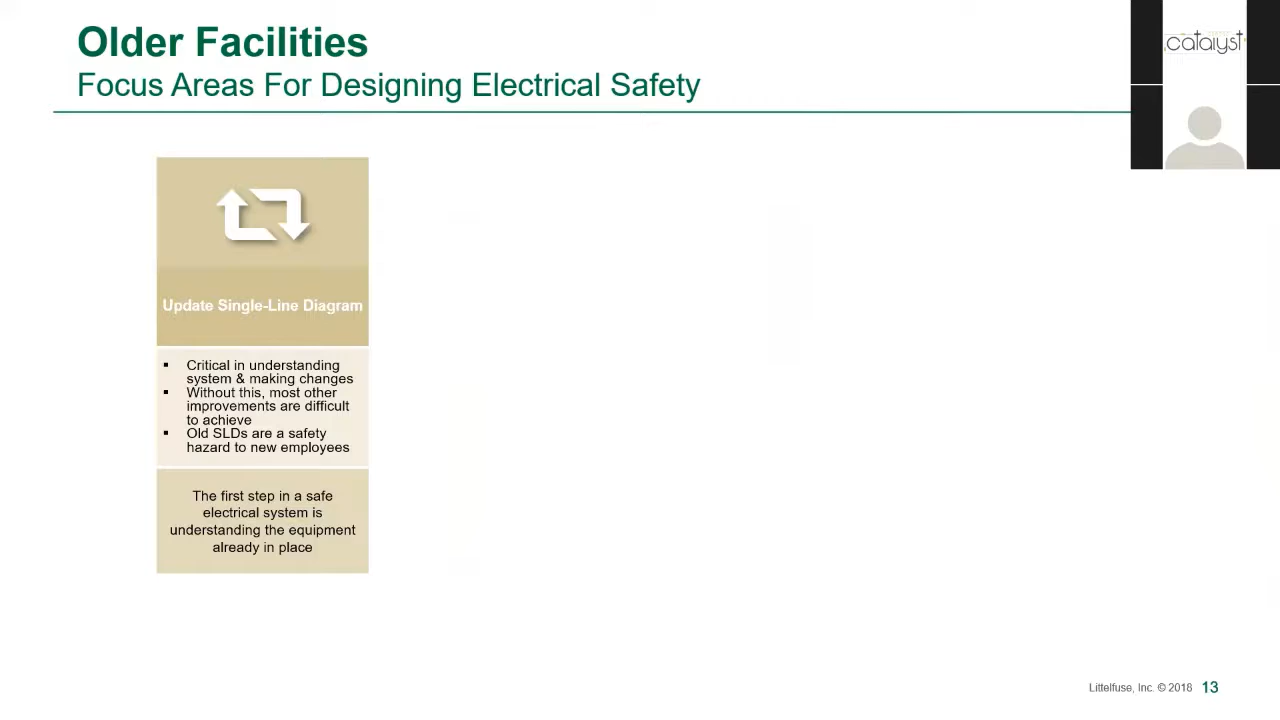 Older Facilities
Focus Areas For Designing Electrical Safety
catalyst
Update Single-Line Diagram
▪ Critical in understanding
system & making changes
▪ Without this, most other
improvements are difficult
to achieve
▪ Old SLDs are a safety
hazard to new employees
The first step in a safe
electrical system is
understanding the equipment
already in place
Littelfuse, Inc. © 2018 13